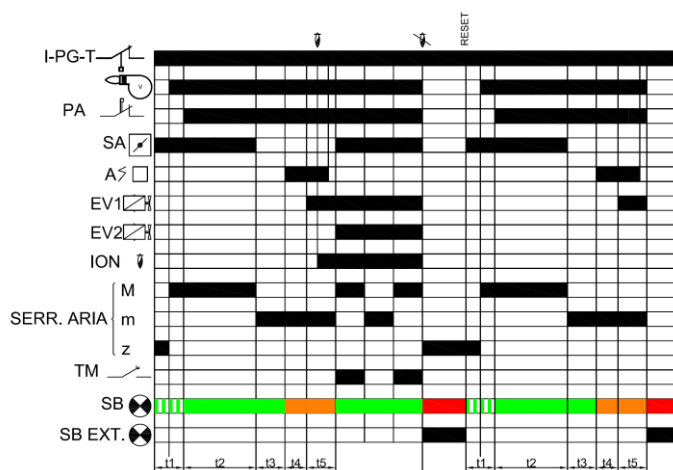 RESET
I-PG-T
V
PA
SA
A
EV1
EV2
ION
M
SERR. ARIA
m
z
TM
SB
SB EXT.
t1 t2 t3 t4 t5 t1 t2 t3 t4 t5